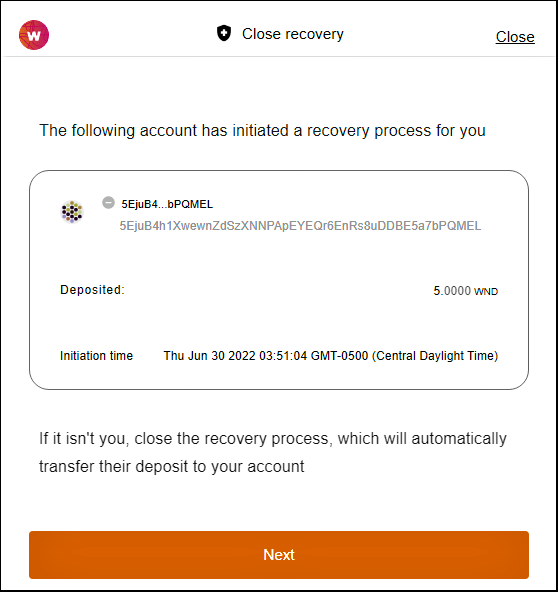 W
Close recovery
Close
The following account has initiated a recovery process for you
5EjuB4...bPQMEL
5EjuB4h1XwewnZdSzXNNPApEYEQr6EnRs8uDDBE5a7bPQMEL
Deposited:
5.0000 WND
Initiation time
Thu Jun 30 2022 03:51:04 GMT-0500 (Central Daylight Time)
If it isn't you, close the recovery process, which will automatically
transfer their deposit to your account
Next